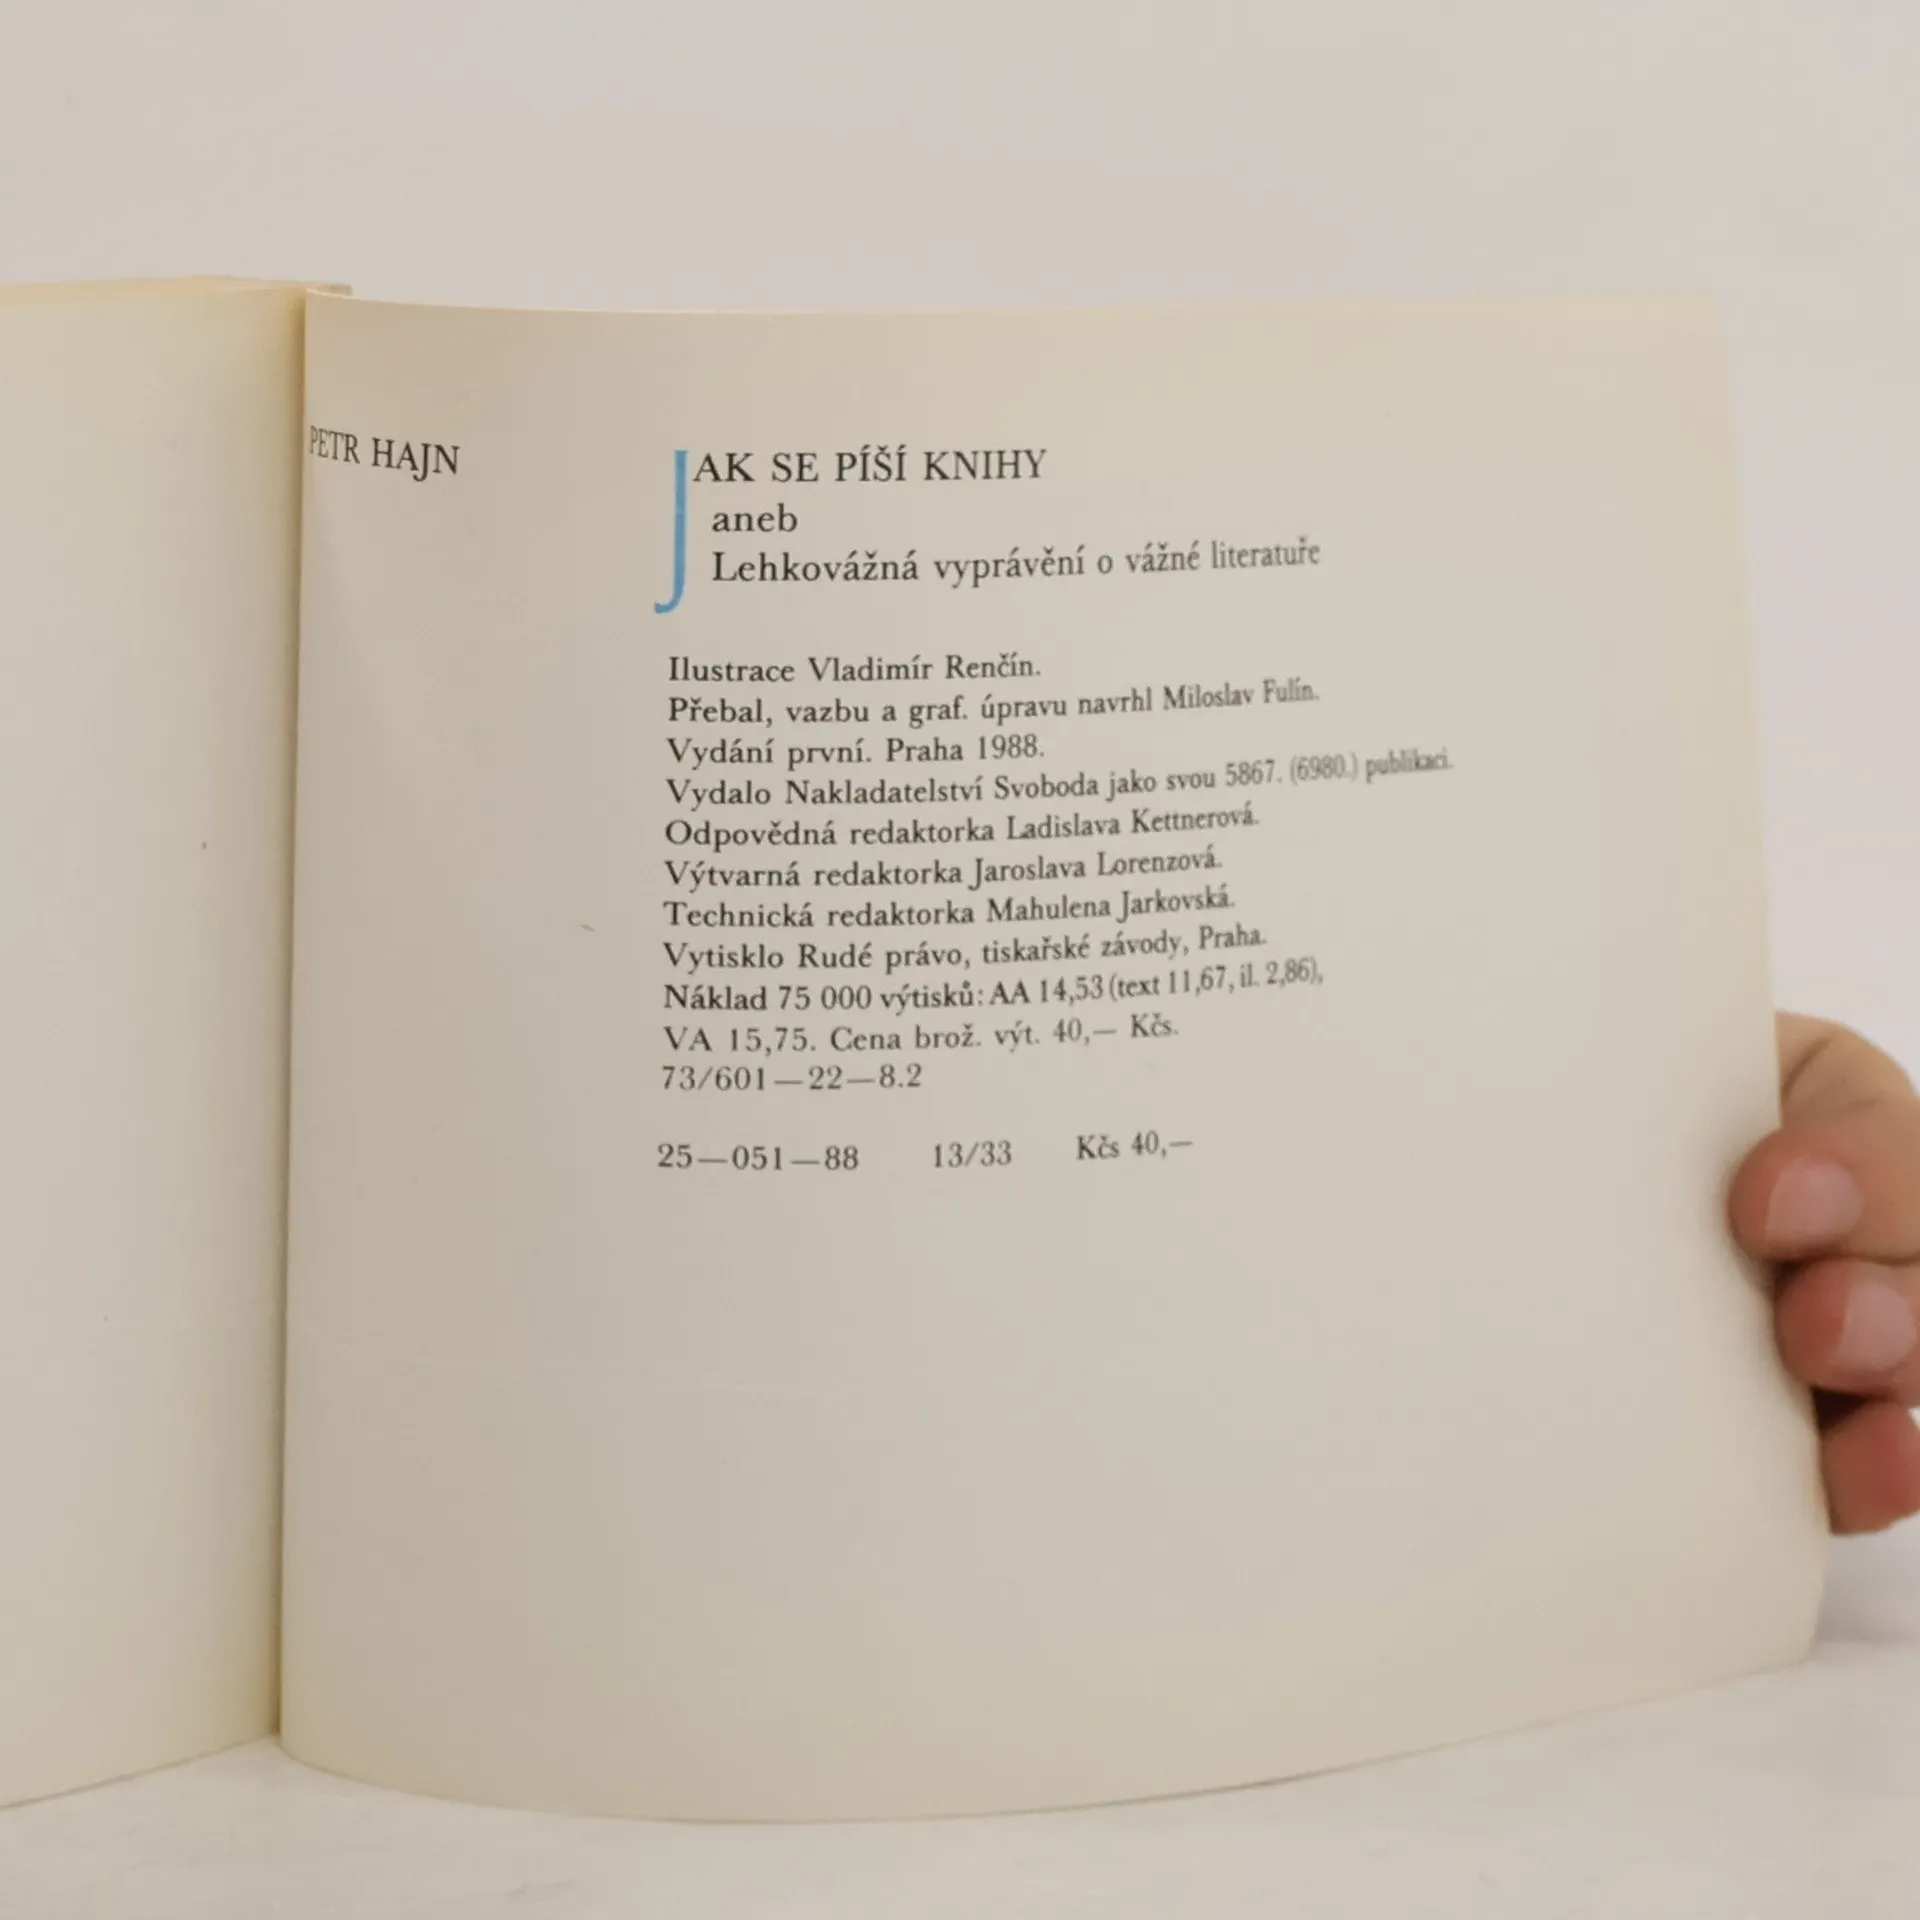 PETR HAJN
JAK SE PÍŠÍ KNIHY
aneb
Lehkovážná vyprávění o vážné literatuře
Ilustrace Vladimír Renčín.
Přebal, vazbu a graf. úpravu navrhl Miloslav Fulín.
Vydání první. Praha 1988.
Vydalo Nakladatelství Svoboda jako svou 5867. (6980.) publikaci.
Odpovědná redaktorka Ladislava Kettnerová.
Výtvarná redaktorka Jaroslava Lorenzová.
Technická redaktorka Mahulena Jarkovská.
Vytisklo Rudé právo, tiskařské závody, Praha.
Náklad 75 000 výtisků: AA 14,53 (text 11,67, il. 2,86),
VA 15,75. Cena brož. výt. 40,— Kčs.
73/601—22—8.2
25—051—88 13/33 Kčs 40,—